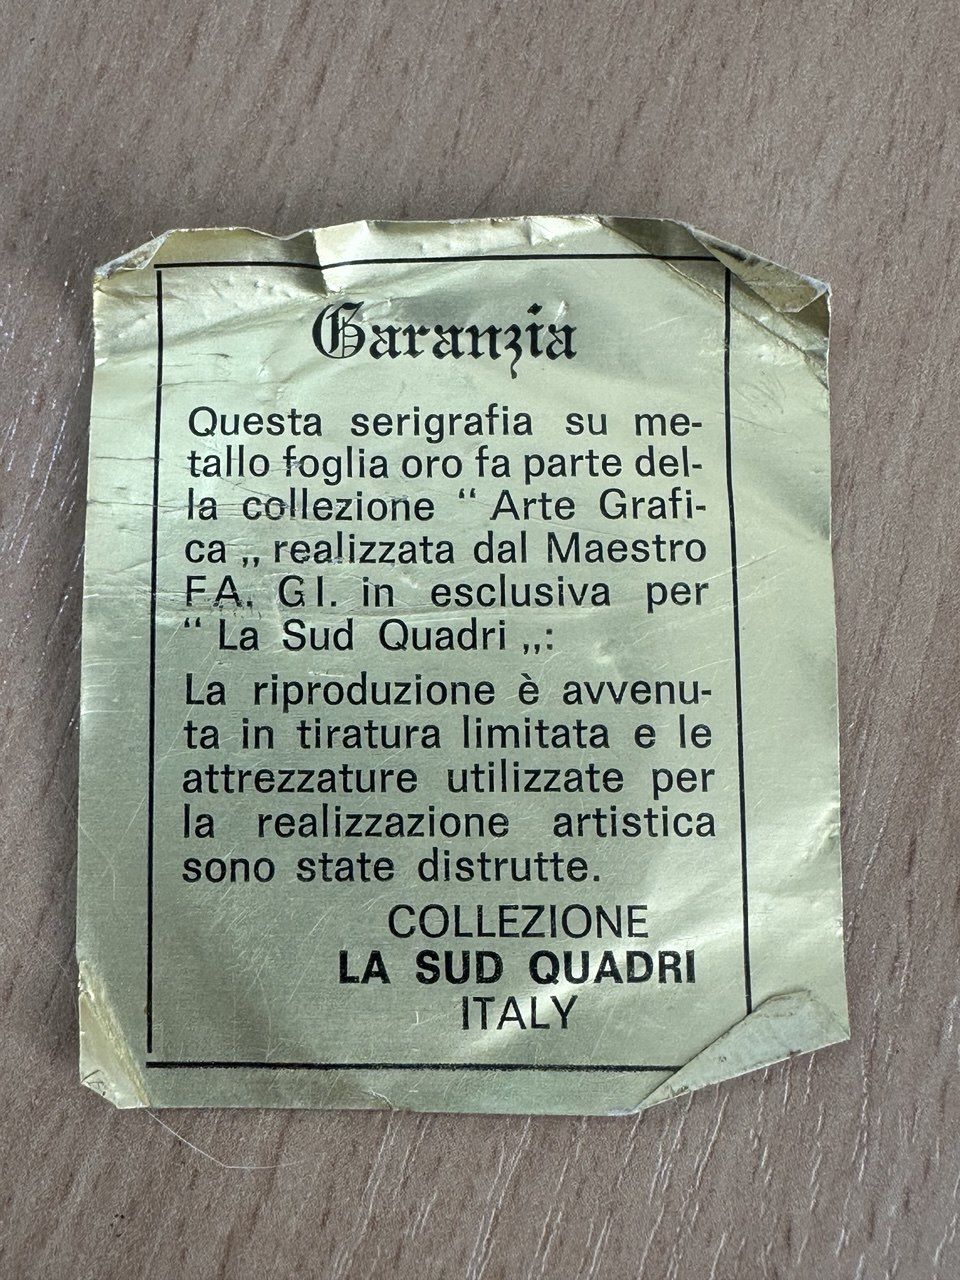 Garanzia
Questa serigrafia su me-
tallo foglia oro fa parte del-
la collezione “ Arte Grafi-
ca „ realizzata dal Maestro
F.A. GI. in esclusiva per
“ La Sud Quadri „:
La riproduzione è avvenu-
ta in tiratura limitata e le
attrezzature utilizzate per
la realizzazione artistica
sono state distrutte.
COLLEZIONE
LA SUD QUADRI
ITALY